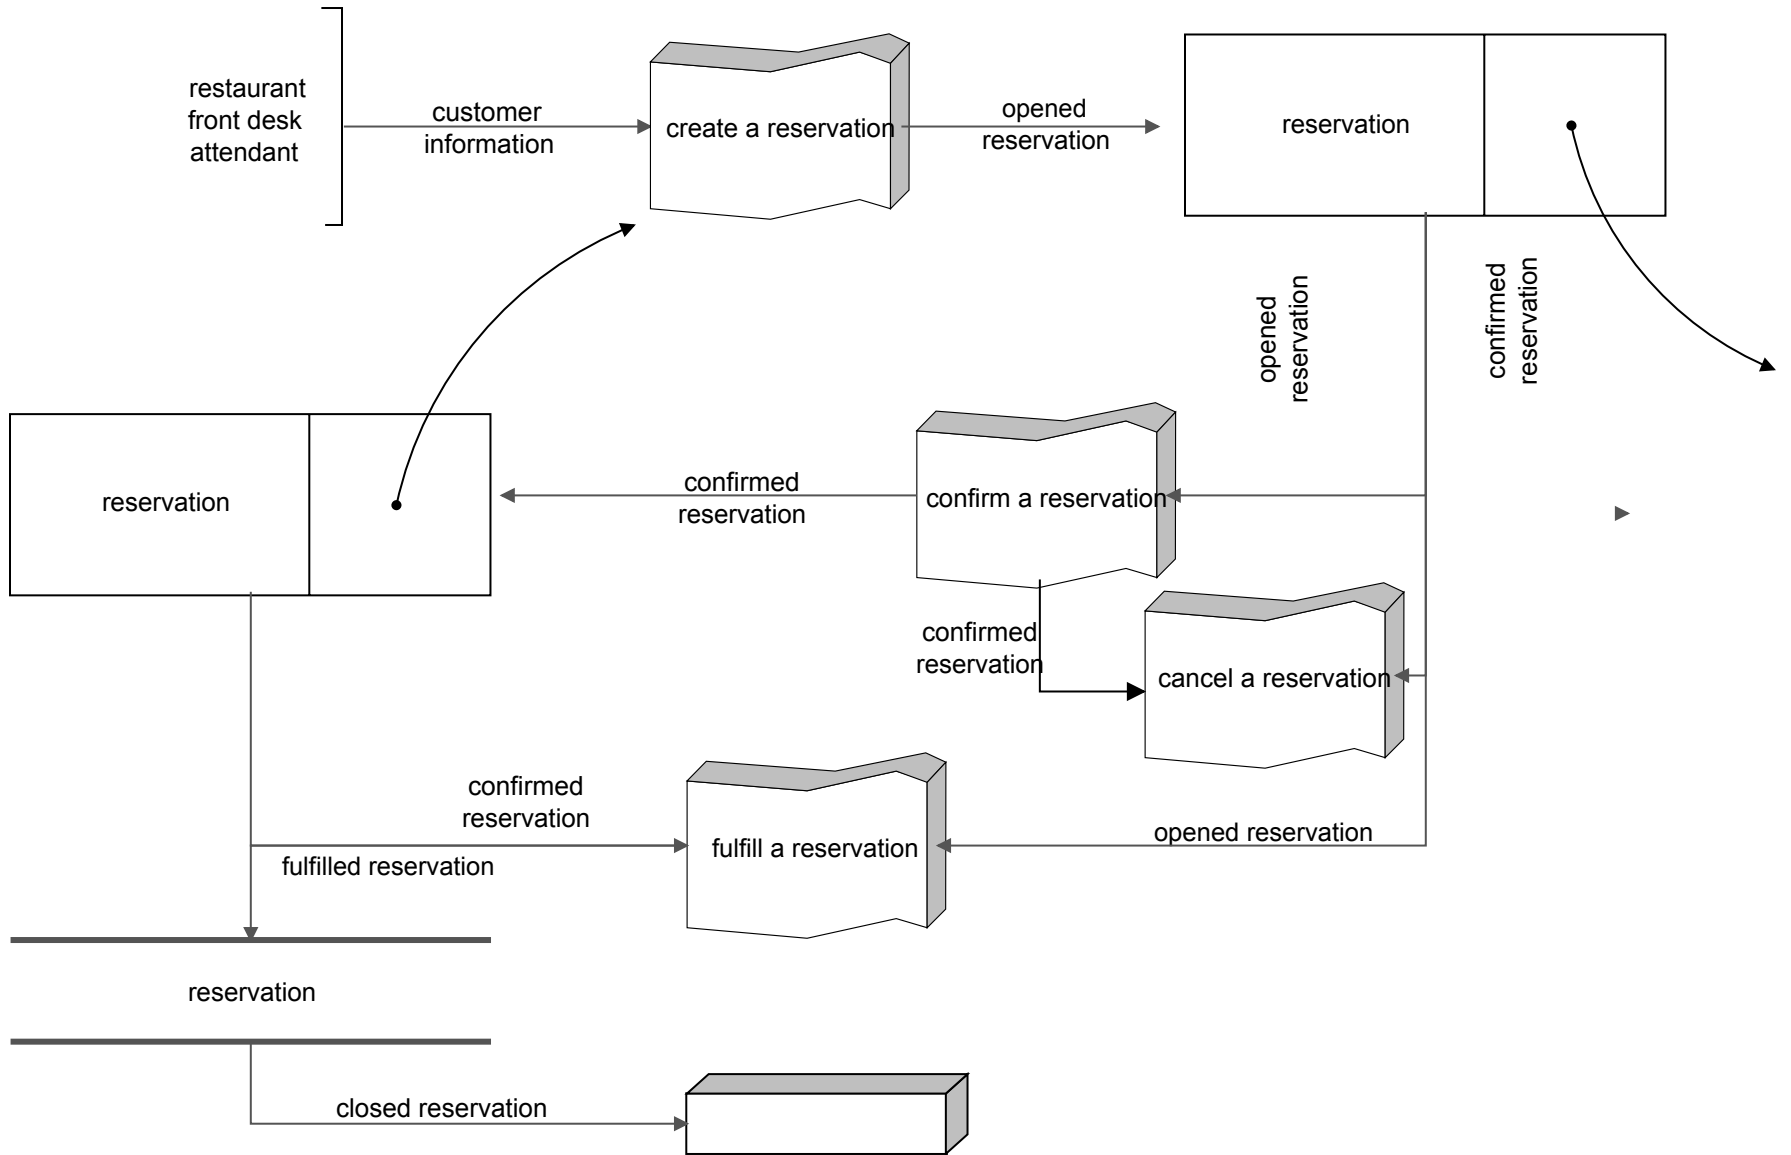 restaurant
front desk
attendant
customer
information
create a reservation
opened
reservation
reservation
opened
reservation
confirmed
reservation
reservation
confirmed
reservation
confirm a reservation
confirmed
reservation
cancel a reservation
confirmed
reservation
fulfilled reservation
fulfill a reservation
opened reservation
reservation
closed reservation